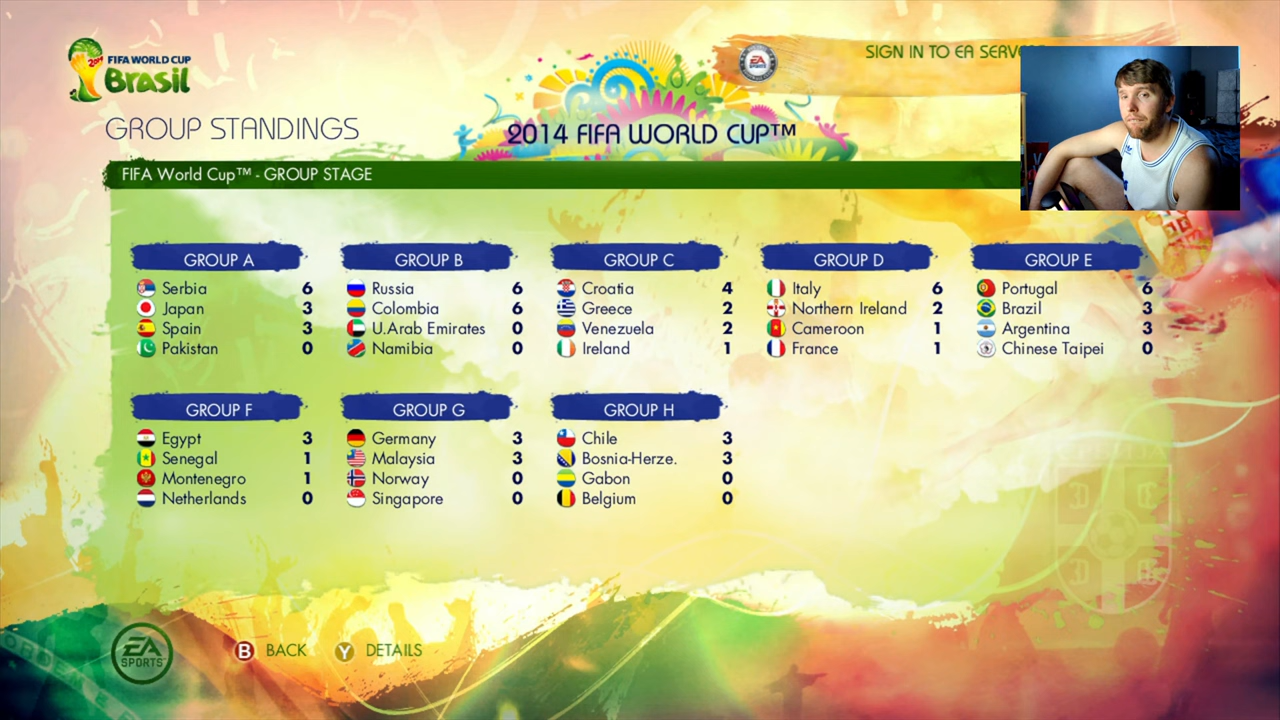 2014 FIFA WORLD CUP
Brasil
EA SPORTS
SIGN IN TO EA SERVERS
GROUP STANDINGS
2014 FIFA WORLD CUP™
FIFA World Cup™ - GROUP STAGE
GROUP A
Serbia 6
Japan 3
Spain 3
Pakistan 0
GROUP B
Russia 6
Colombia 6
U.Arab Emirates 0
Namibia 0
GROUP C
Croatia 4
Greece 2
Venezuela 2
Ireland 1
GROUP D
Italy 6
Northern Ireland 2
Cameroon 1
France 1
GROUP E
Portugal 6
Brazil 3
Argentina 3
Chinese Taipei 0
GROUP F
Egypt 3
Senegal 1
Montenegro 1
Netherlands 0
GROUP G
Germany 3
Malaysia 3
Norway 0
Singapore 0
GROUP H
Chile 3
Bosnia-Herze. 3
Gabon 0
Belgium 0
EA SPORTS
B BACK Y DETAILS